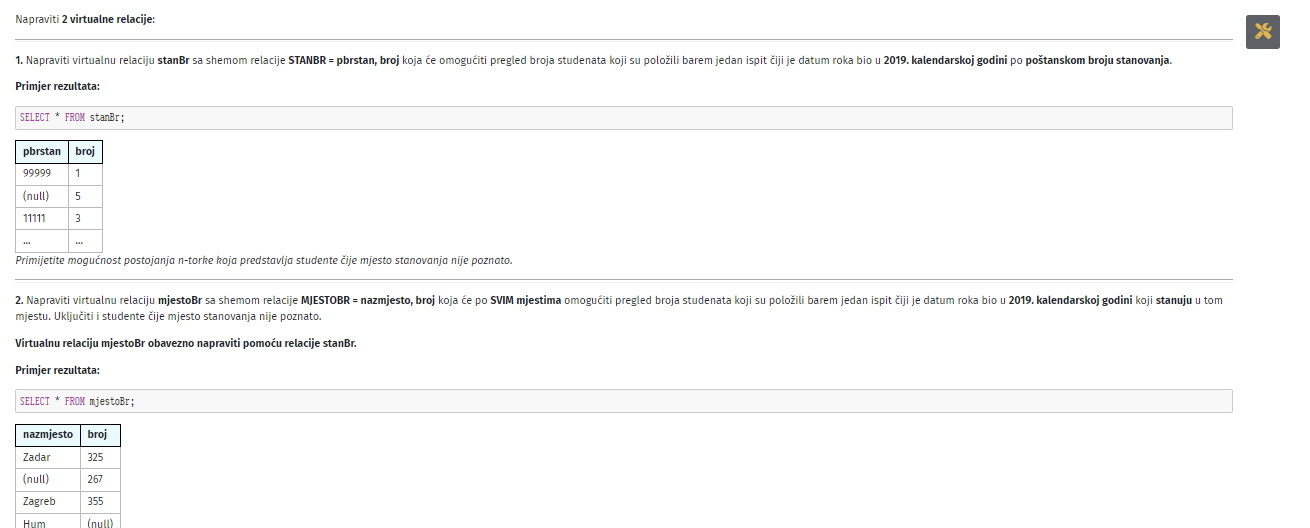 Napraviti 2 virtualne relacije:
1. Napraviti virtualnu relaciju stanBr sa shemom relacije STANBR = pbrstan, broj koja će omogućiti pregled broja studenata koji su položili barem jedan ispit čiji je datum roka bio u 2019. kalendarskoj godini po poštanskom broju stanovanja.
Primjer rezultata:
SELECT * FROM stanBr;
pbrstan broj
99999 1
(null) 5
11111 3
... ...
Primijetite mogućnost postojanja n-torke koja predstavlja studente čije mjesto stanovanja nije poznato.
2. Napraviti virtualnu relaciju mjestoBr sa shemom relacije MJESTOBR = nazmjesto, broj koja će po SVIM mjestima omogućiti pregled broja studenata koji su položili barem jedan ispit čiji je datum roka bio u 2019. kalendarskoj godini koji stanuju u tom
mjestu. Uključiti i studente čije mjesto stanovanja nije poznato.
Virtualnu relaciju mjestoBr obavezno napraviti pomoću relacije stanBr.
Primjer rezultata:
SELECT * FROM mjestoBr;
nazmjesto broj
Zadar 325
(null) 267
Zagreb 355
Hum (null)